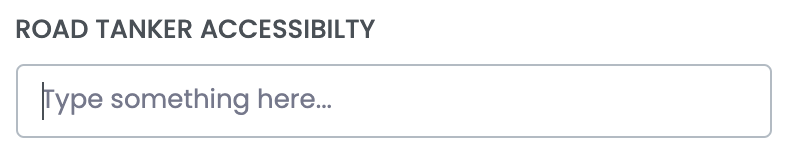 ROAD TANKER ACCESSIBILTY
Type something here...